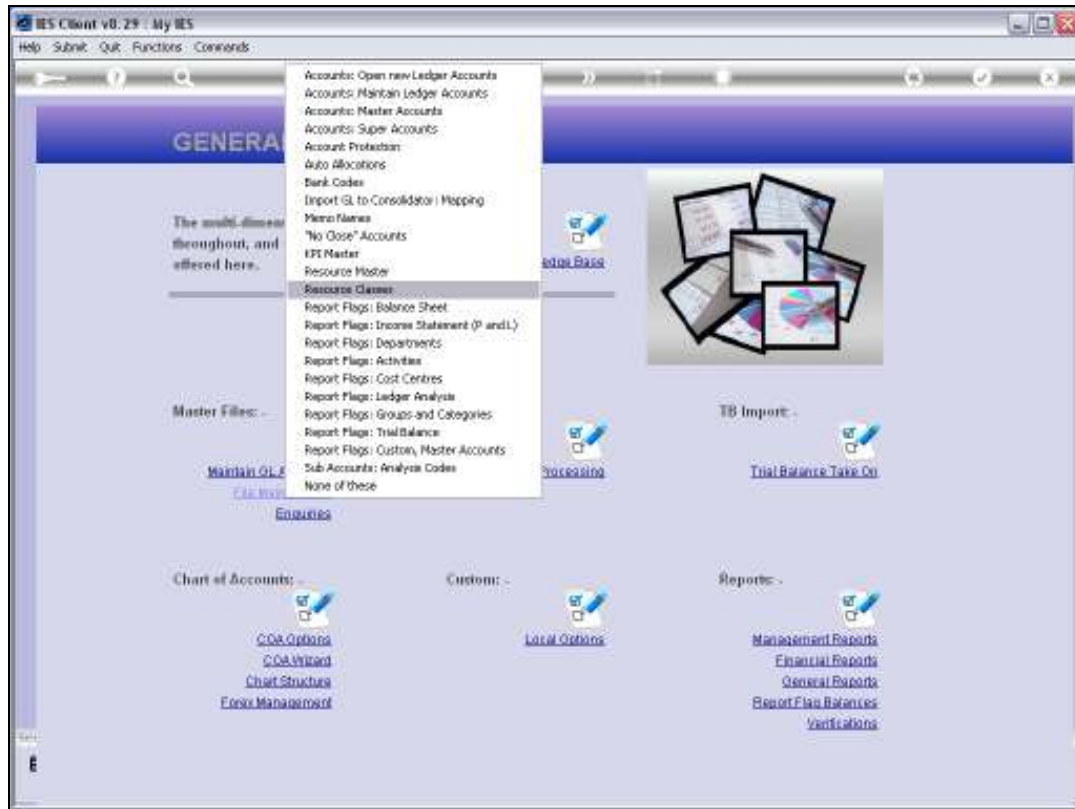 IES Client v0.29 : My IES
Help Submit Quit Functions Commands
GENERA
Accounts: Open new Ledger Accounts
Accounts: Maintain Ledger Accounts
Accounts: Master Accounts
Accounts: Super Accounts
Account Protection
Auto Allocations
Bank Codes
Import GL to Consolidator : Mapping
Memo Names
"No Close" Accounts
KPI Master
Resource Master
Resource Classes
Report Flags: Balance Sheet
Report Flags: Income Statement (P and L)
Report Flags: Departments
Report Flags: Activities
Report Flags: Cost Centres
Report Flags: Ledger Analysis
Report Flags: Groups and Categories
Report Flags: Trial Balance
Report Flags: Custom, Master Accounts
Sub Accounts: Analysis Codes
None of these
The multi-dimen
throughout, and
offered here.
edge Base
Master Files: -
Maintain GL A
File Main
Enquiries
rocessing
TB Import: -
Trial Balance Take On
Chart of Accounts: -
COA Options
COA Wizard
Chart Structure
Forex Management
Custom: -
Local Options
Reports: -
Management Reports
Financial Reports
General Reports
Report Flag Balances
Verifications